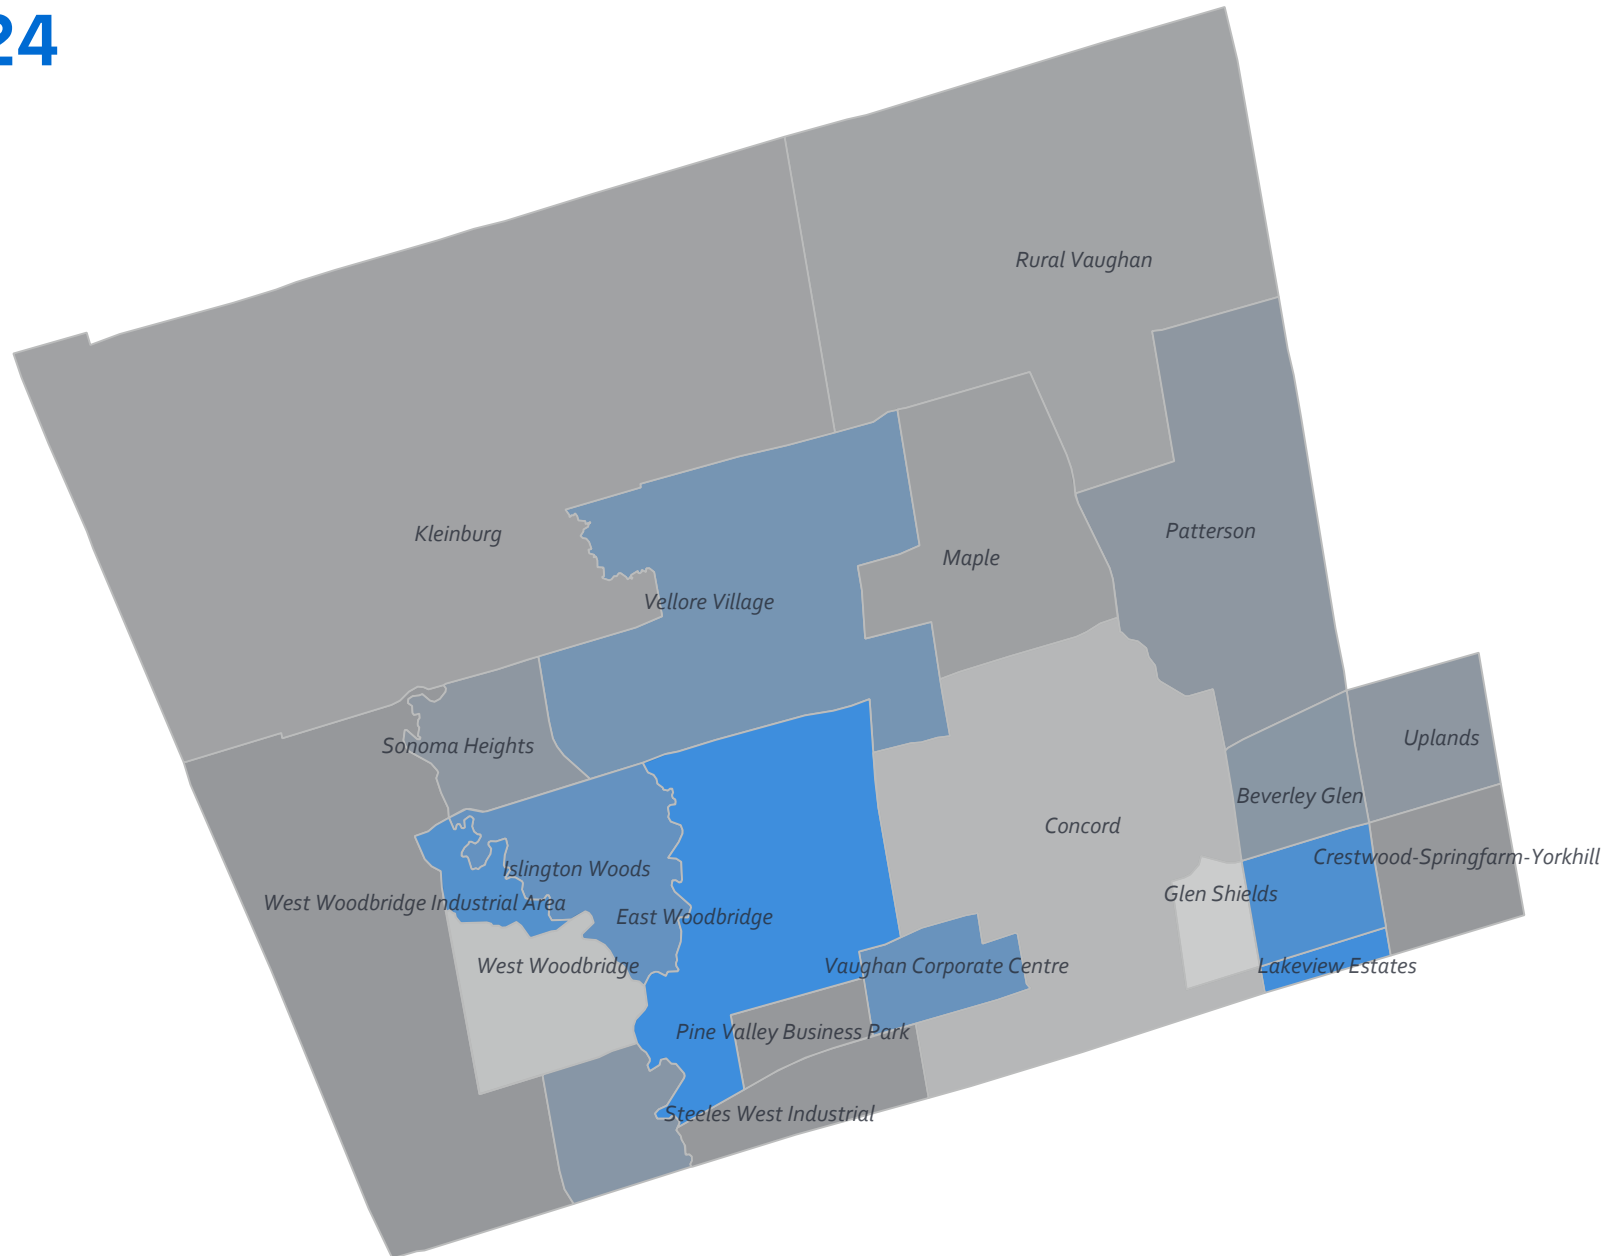 24
Rural Vaughan
Kleinburg
Patterson
Maple
Vellore Village
Uplands
Sonoma Heights
Beverley Glen
Concord
Crestwood-Springfarm-Yorkhill
Islington Woods
Glen Shields
West Woodbridge Industrial Area
East Woodbridge
West Woodbridge
Vaughan Corporate Centre
Lakeview Estates
Pine Valley Business Park
Steeles West Industrial